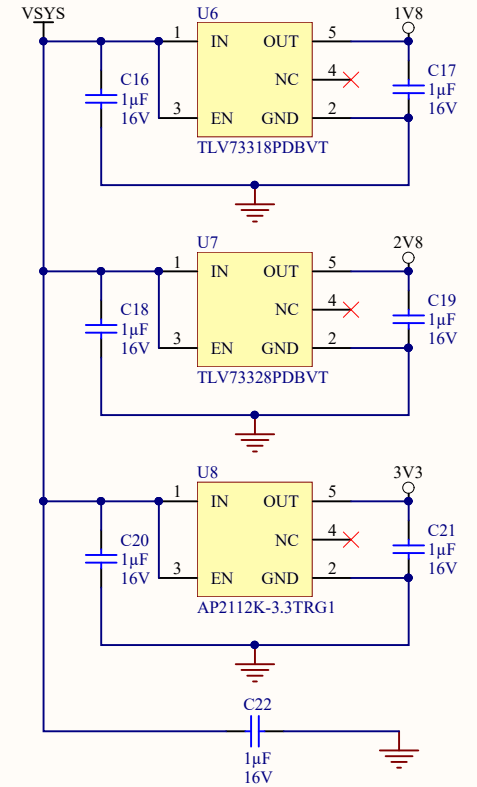 VSYS
U6
1V8
1 IN OUT 5
C16
1µF
16V
NC 4
C17
1µF
16V
3 EN GND 2
TLV73318PDBVT
U7
2V8
1 IN OUT 5
C18
1µF
16V
NC 4
C19
1µF
16V
3 EN GND 2
TLV73328PDBVT
U8
3V3
1 IN OUT 5
C20
1µF
16V
NC 4
C21
1µF
16V
3 EN GND 2
AP2112K-3.3TRG1
C22
1µF
16V